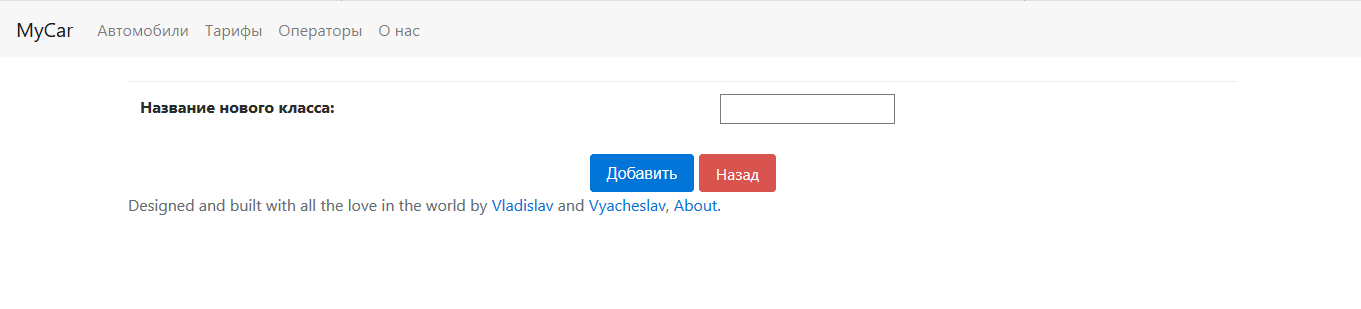 MyCar Автомобили Тарифы Операторы О нас
Название нового класса:
Добавить Назад
Designed and built with all the love in the world by Vladislav and Vyacheslav, About.